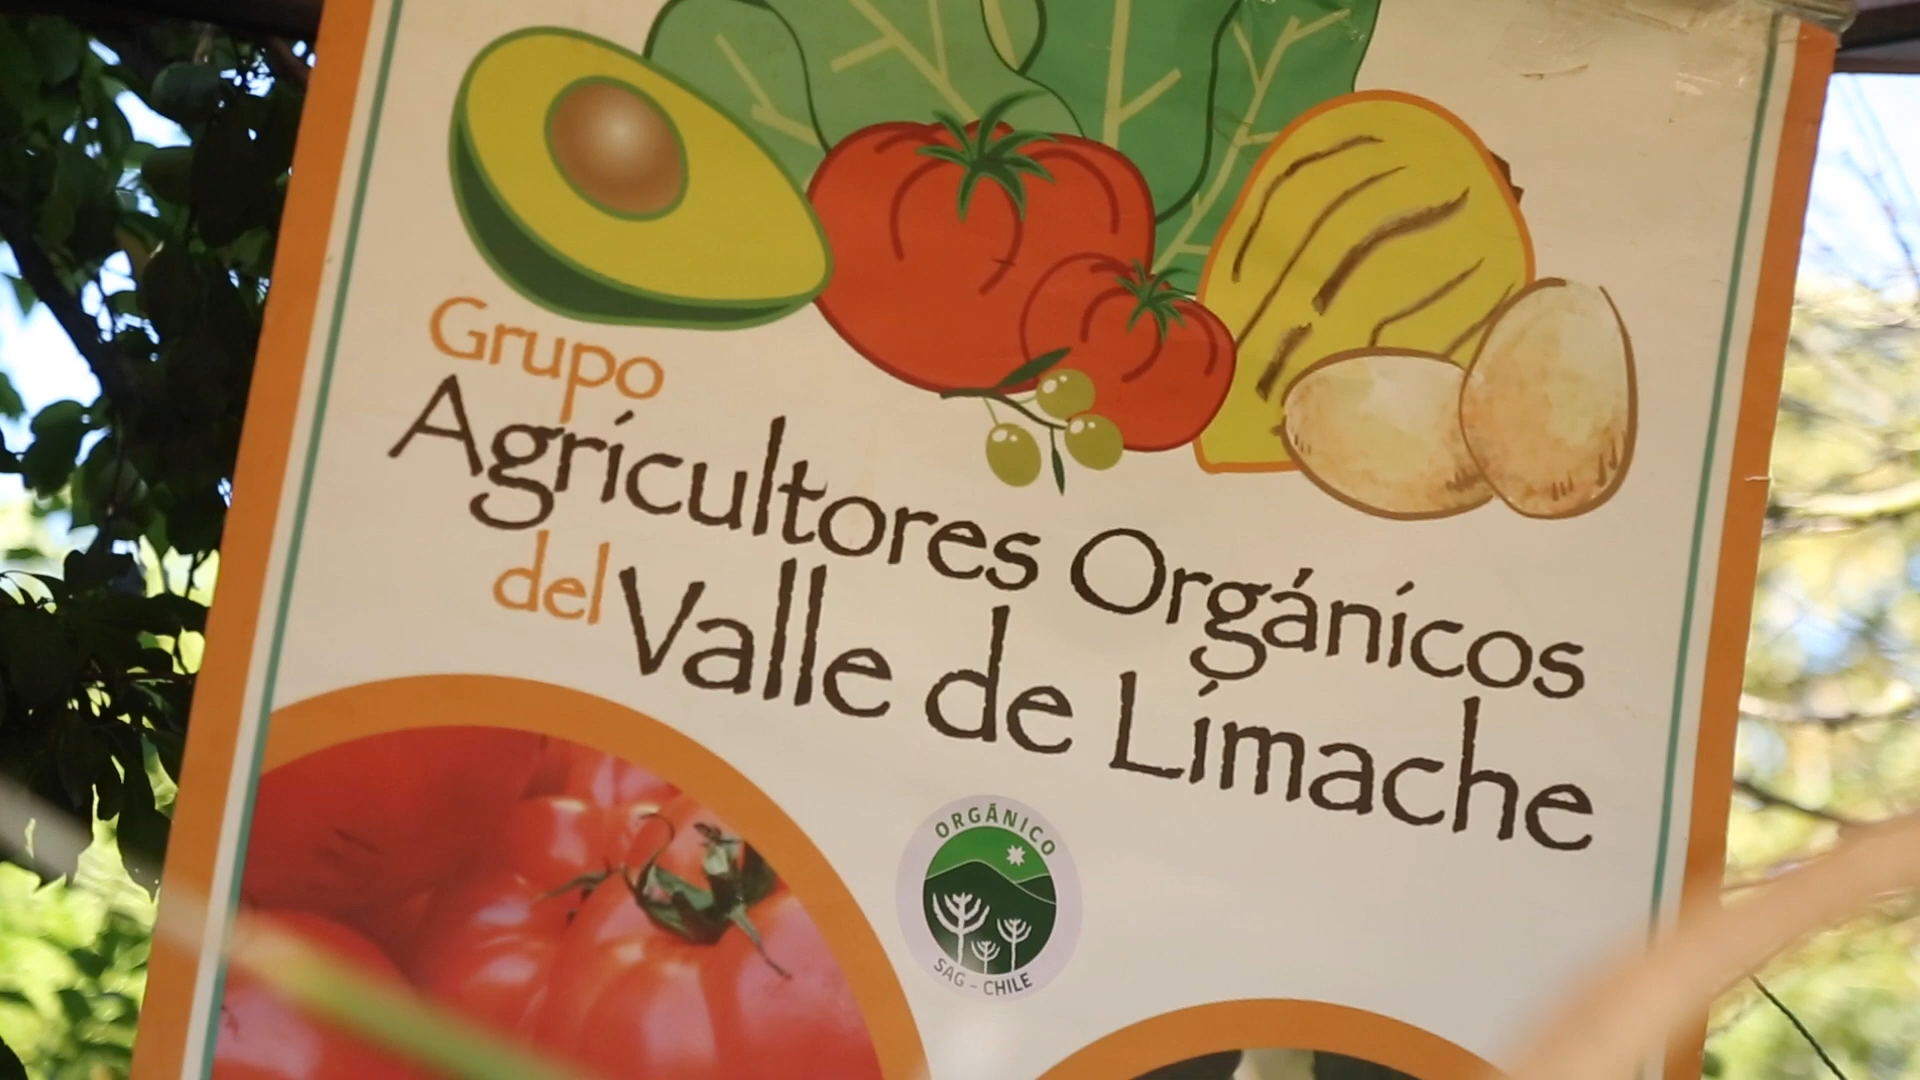 Grupo
Agricultores Orgánicos
del Valle de Limache
ORGÁNICO
SAG - CHILE